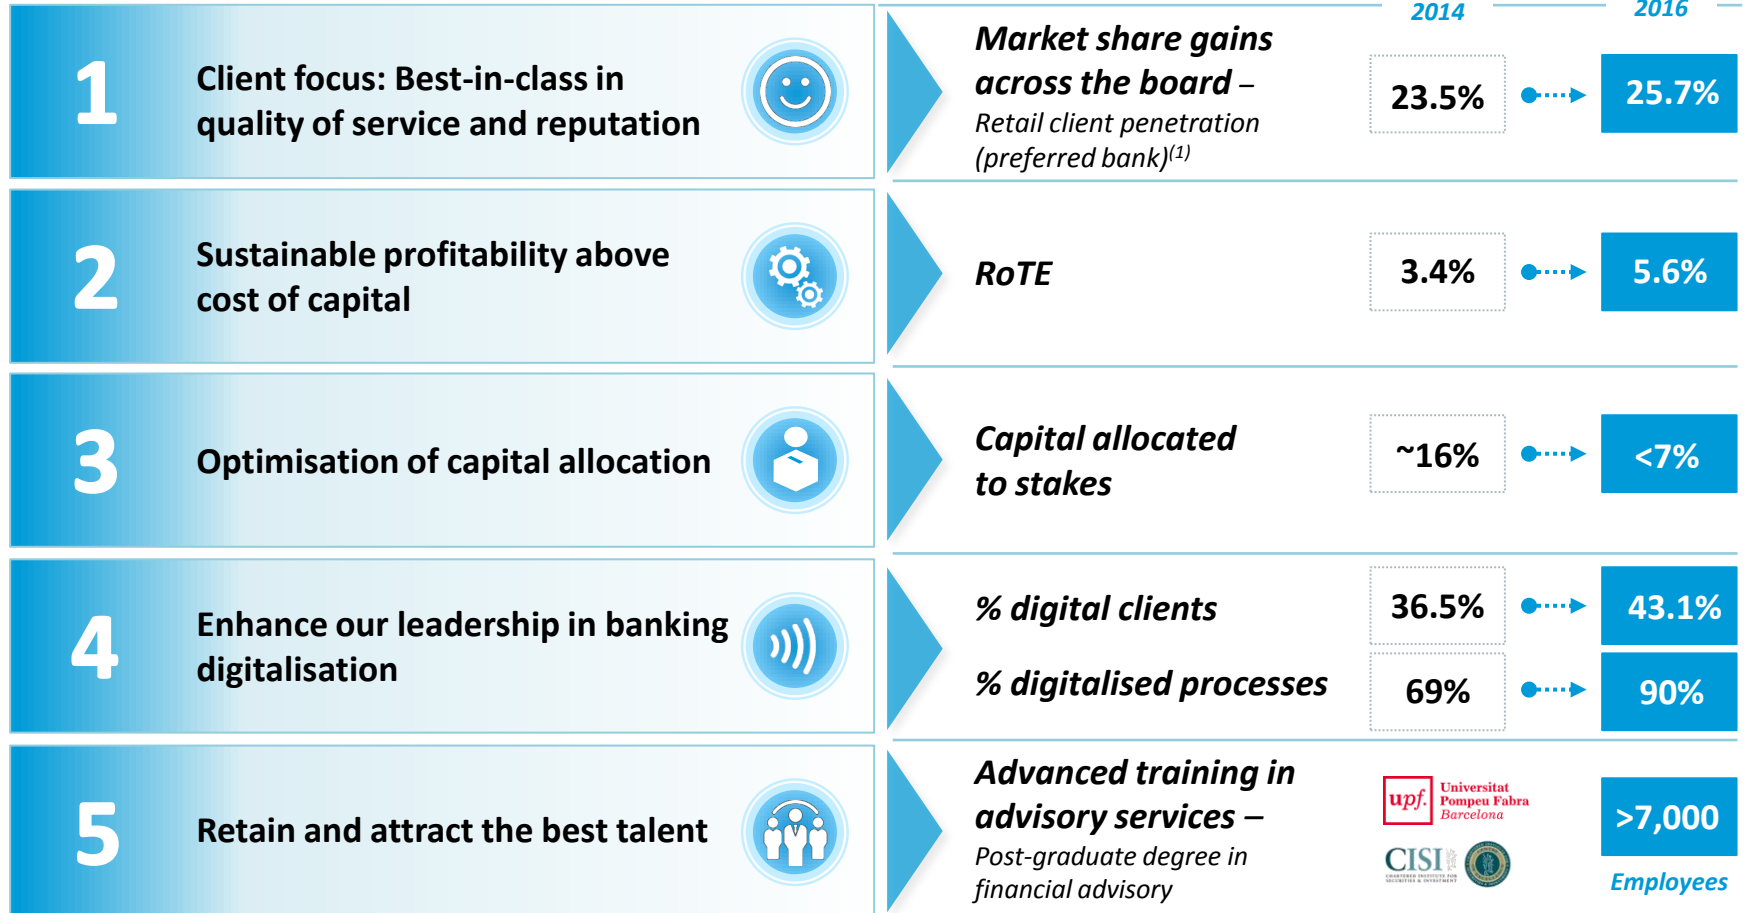 2014
2016
1
Client focus: Best-in-class in
quality of service and reputation
Market share gains
across the board –
Retail client penetration
(preferred bank)(1)
23.5%
25.7%
2
Sustainable profitability above
cost of capital
RoTE
3.4%
5.6%
3
Optimisation of capital allocation
Capital allocated
to stakes
~16%
<7%
4
Enhance our leadership in banking
digitalisation
% digital clients
36.5%
43.1%
% digitalised processes
69%
90%
5
Retain and attract the best talent
Advanced training in
advisory services –
Post-graduate degree in
financial advisory
upf.
Universitat
Pompeu Fabra
Barcelona
CISI
CHARTERED INSTITUTE FOR
SECURITIES & INVESTMENT
>7,000
Employees